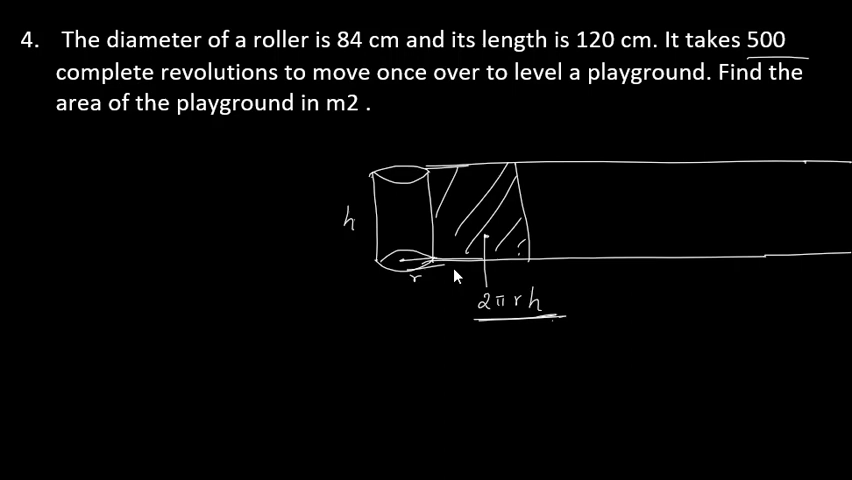 4. The diameter of a roller is 84 cm and its length is 120 cm. It takes 500
complete revolutions to move once over to level a playground. Find the
area of the playground in m2 .
h
r
2πrh